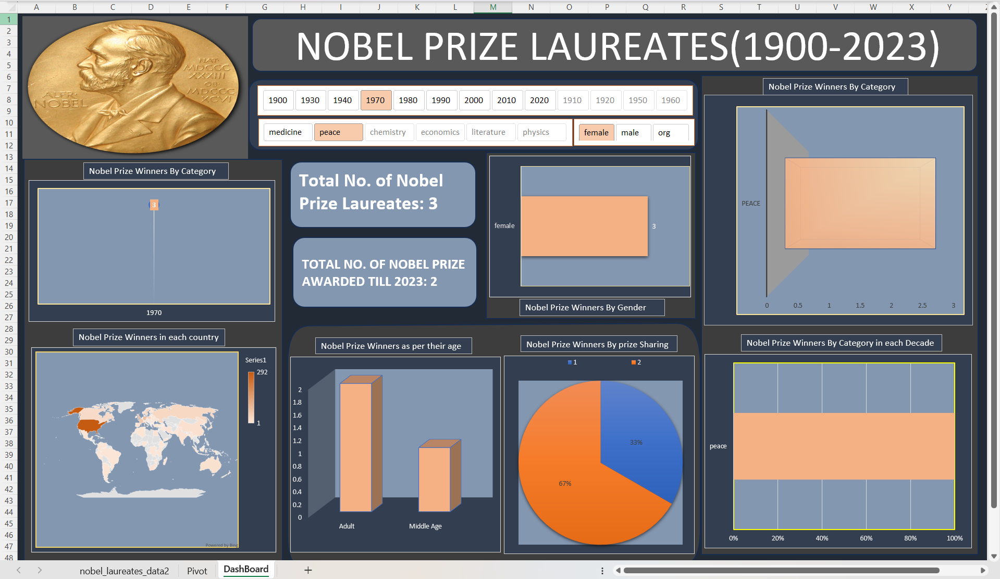 A B C D E F G H I J K L M N O P Q R S T U V W X Y
1
2
3
4
5
6
7
8
9
10
11
12
13
14
15
16
17
18
19
20
21
22
23
24
25
26
27
28
29
30
31
32
33
34
35
36
37
38
39
40
41
42
43
44
45
46
47
48
ALFR·
NOBEL
NAT·
MDCCC
XXXIII
OB·
MDCCC
XCVI
NOBEL PRIZE LAUREATES(1900-2023)
1900 1930 1940 1970 1980 1990 2000 2010 2020 1910 1920 1950 1960
medicine peace chemistry economics literature physics
female male org
Nobel Prize Winners By Category
3
1970
Total No. of Nobel
Prize Laureates: 3
TOTAL NO. OF NOBEL PRIZE
AWARDED TILL 2023: 2
female
3
Nobel Prize Winners By Gender
Nobel Prize Winners By Category
PEACE
0 0.5 1 1.5 2 2.5 3
Nobel Prize Winners in each country
Series1
292
1
Powered by Bing
Nobel Prize Winners as per their age
2
1.8
1.6
1.4
1.2
1
0.8
0.6
0.4
0.2
0
Adult Middle Age
Nobel Prize Winners By prize Sharing
1 2
33%
67%
Nobel Prize Winners By Category in each Decade
peace
0% 20% 40% 60% 80% 100%
nobel_laureates_data2 Pivot DashBoard